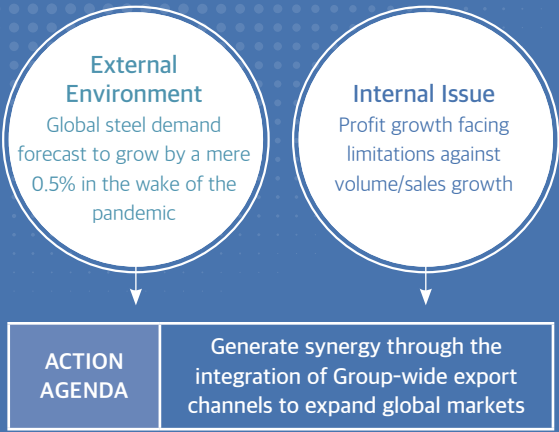 External
Environment
Global steel demand
forecast to grow by a mere
0.5% in the wake of the
pandemic
Internal Issue
Profit growth facing
limitations against
volume/sales growth
ACTION
AGENDA
Generate synergy through the
integration of Group-wide export
channels to expand global markets